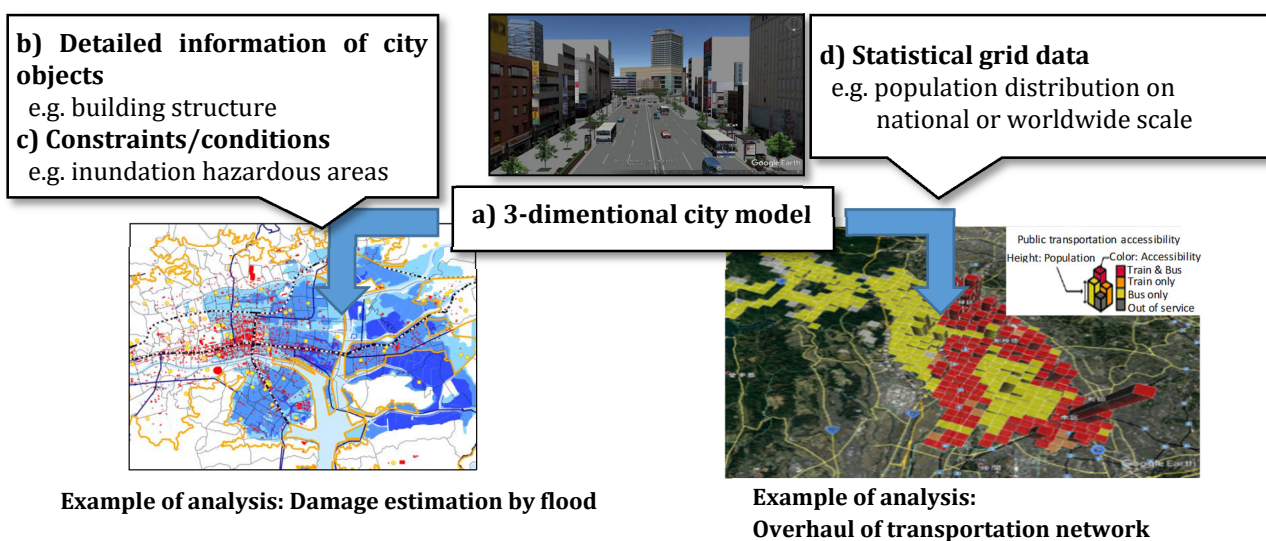 b) Detailed information of city
objects
e.g. building structure
c) Constraints/conditions
e.g. inundation hazardous areas
Google Earth
d) Statistical grid data
e.g. population distribution on
national or worldwide scale
a) 3-dimentional city model
Public transportation accessibility
Height: Population
Color: Accessibility
Train & Bus
Train only
Bus only
Out of service
Google Earth
Example of analysis: Damage estimation by flood
Example of analysis:
Overhaul of transportation network